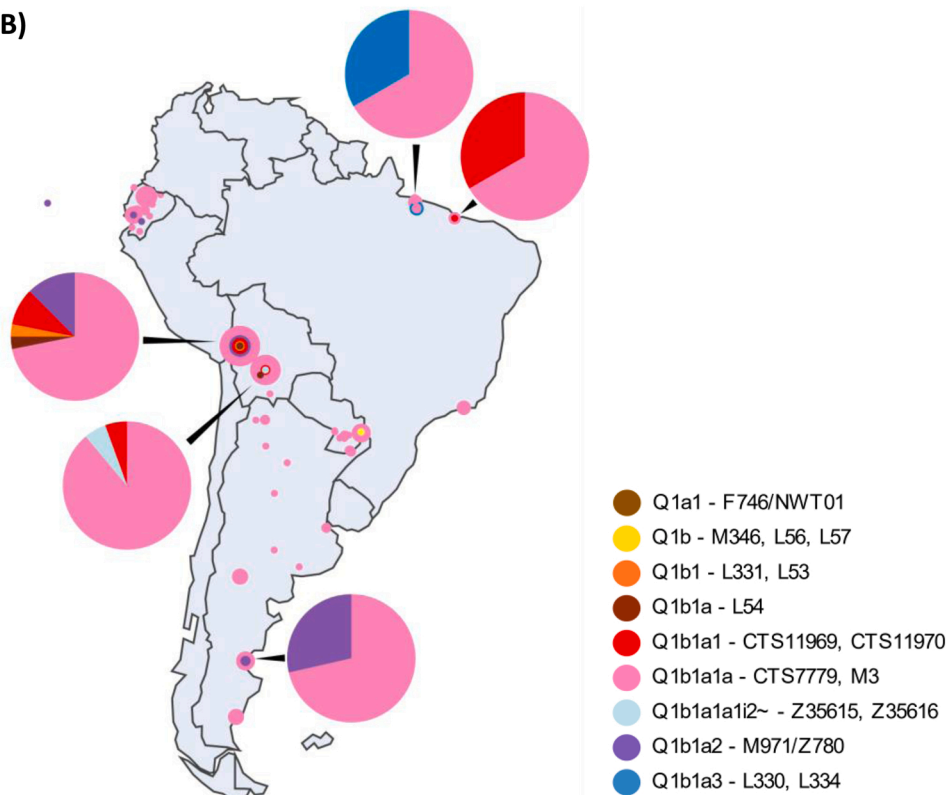 B)
Q1a1 - F746/NWT01
Q1b - M346, L56, L57
Q1b1 - L331, L53
Q1b1a - L54
Q1b1a1 - CTS11969, CTS11970
Q1b1a1a - CTS7779, M3
Q1b1a1a1i2~ - Z35615, Z35616
Q1b1a2 - M971/Z780
Q1b1a3 - L330, L334